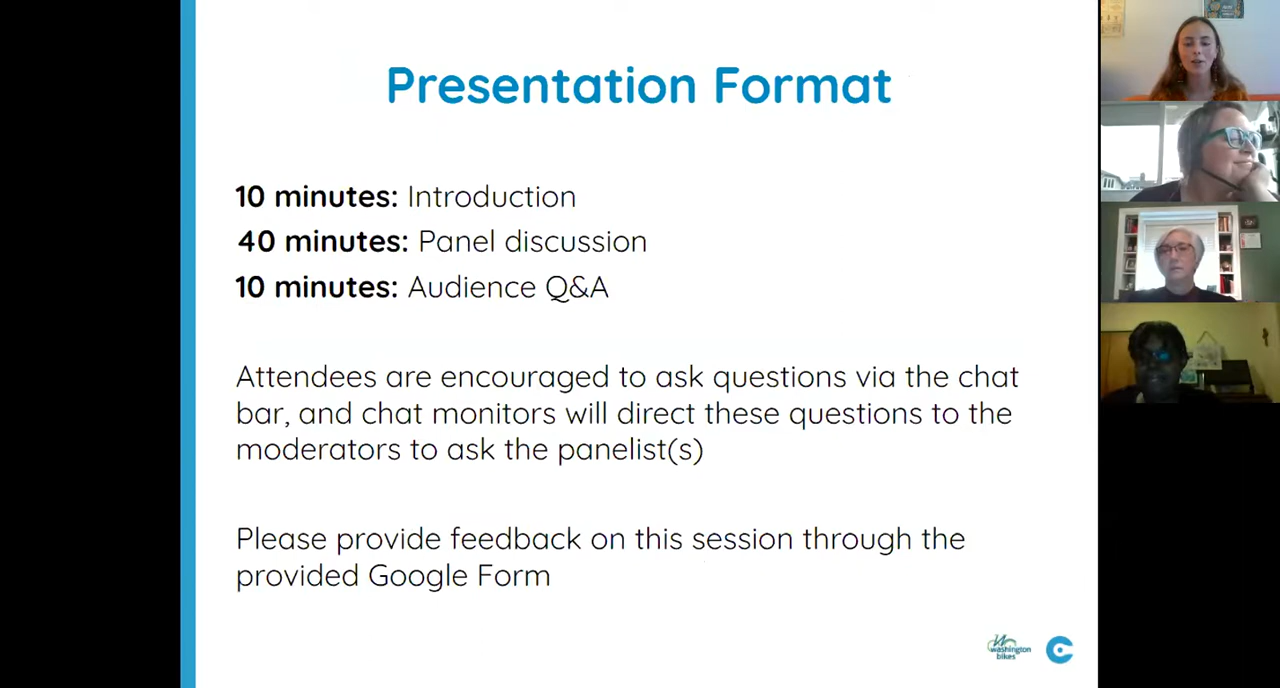 Presentation Format
10 minutes: Introduction
40 minutes: Panel discussion
10 minutes: Audience Q&A
Attendees are encouraged to ask questions via the chat
bar, and chat monitors will direct these questions to the
moderators to ask the panelist(s)
Please provide feedback on this session through the
provided Google Form
washington
bikes